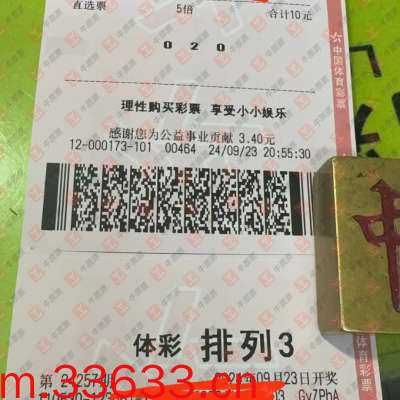 直选票 5倍 合计10元
0 2 0
理性购买彩票 享受小小娱乐
感谢您为公益事业贡献 3.40元
12-000173-101 00464 24/09/23 20:55:30
中国体育彩票
体彩 排列3
体育彩票
m.33633.cn